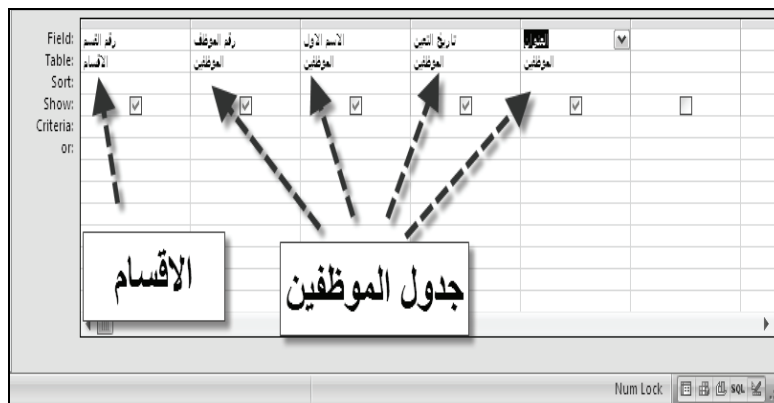 Field: رقم القسم رقم الموظف الاسم الاول تاريخ التعين العنوان
Table: الاقسام الموظفين الموظفين الموظفين الموظفين
Sort:
Show:
Criteria:
or:
الاقسام
جدول الموظفين
Num Lock SQL